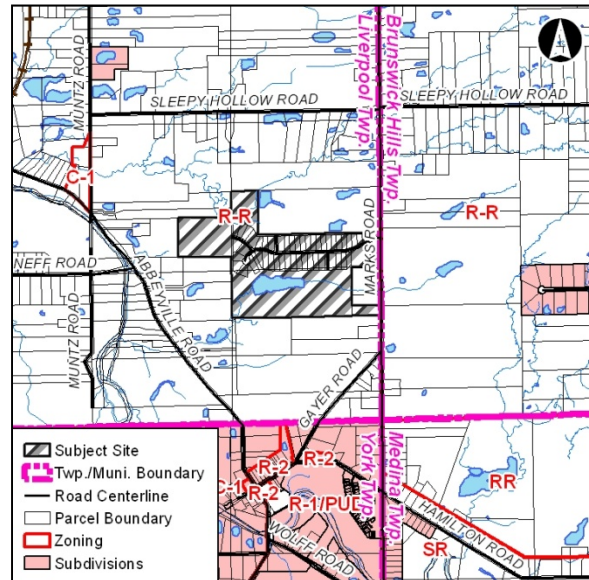 MUNTZ ROAD
SLEEPY HOLLOW ROAD
SLEEPY HOLLOW ROAD
Liverpool Twp.
Brunswick Hills Twp.
C-1
R-R
R-R
NEFF ROAD
ABBEYVILLE ROAD
MARKS ROAD
MUNTZ ROAD
GAYER ROAD
R-2
R-2
C-1
R-2
R-1/PUD
York Twp.
Medina Twp.
RR
HAMILTON ROAD
SR
WOLFF ROAD
Subject Site
Twp./Muni. Boundary
Road Centerline
Parcel Boundary
Zoning
Subdivisions